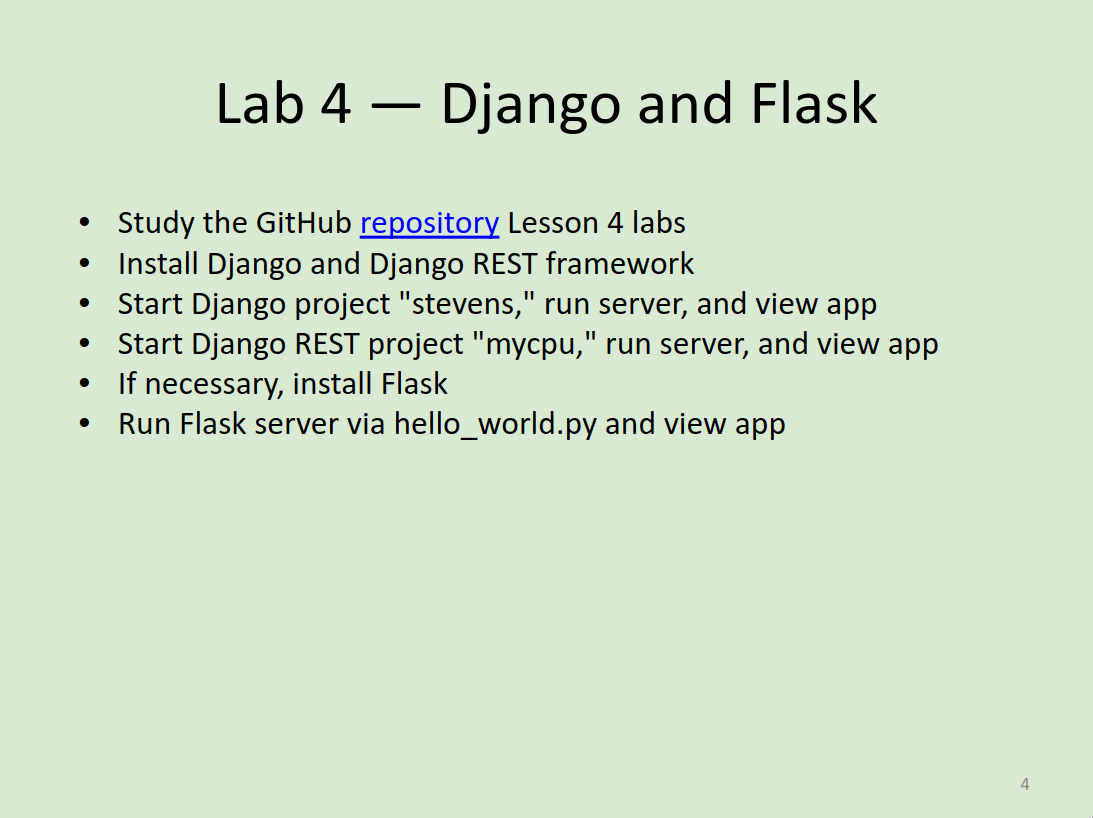 Lab 4 — Django and Flask
• Study the GitHub repository Lesson 4 labs
• Install Django and Django REST framework
• Start Django project "stevens," run server, and view app
• Start Django REST project "mycpu," run server, and view app
• If necessary, install Flask
• Run Flask server via hello_world.py and view app
4